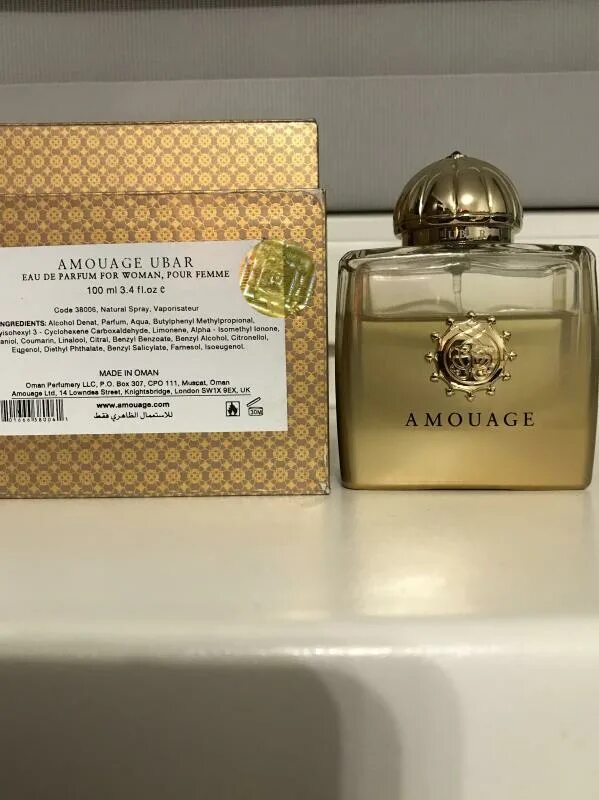 AMOUAGE UBAR
EAU DE PARFUM FOR WOMAN, POUR FEMME
100 ml 3.4 fl.oz ℮
Code 38006, Natural Spray, Vaporisateur
INGREDIENTS: Alcohol Denat, Parfum, Aqua, Butylphenyl Methylpropional,
3 - Cyclohexene Carboxaldehyde, Limonene, Alpha - Isomethyl Ionone,
Coumarin, Linalool, Citral, Benzyl Benzoate, Benzyl Alcohol, Citronellol,
Eugenol, Diethyl Phthalate, Benzyl Salicylate, Farnesol, Isoeugenol.
MADE IN OMAN
Oman Perfumery LLC, P.O. Box 307, CPO 111, Muscat, Oman
Amouage Ltd, 14 Lowndes Street, Knightsbridge, London SW1X 9EX, UK
www.amouage.com
للاستعمال الظاهري فقط
30M
AMOUAGE